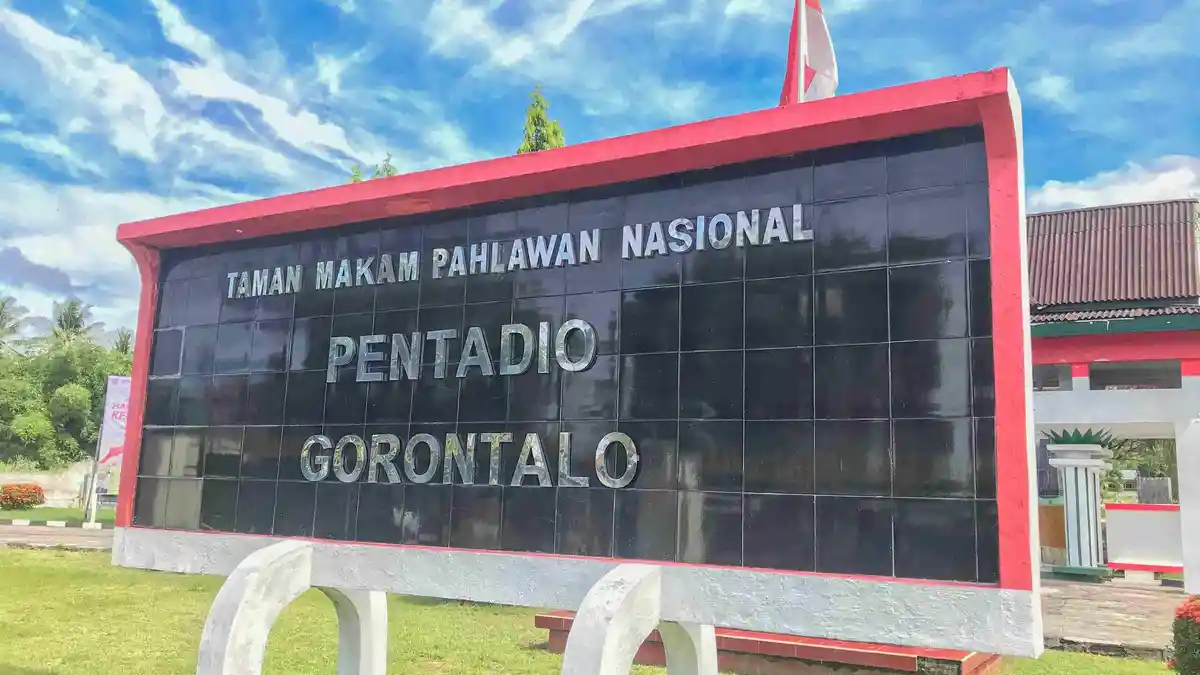 TAMAN MAKAM PAHLAWAN NASIONAL
PENTADIO
GORONTALO